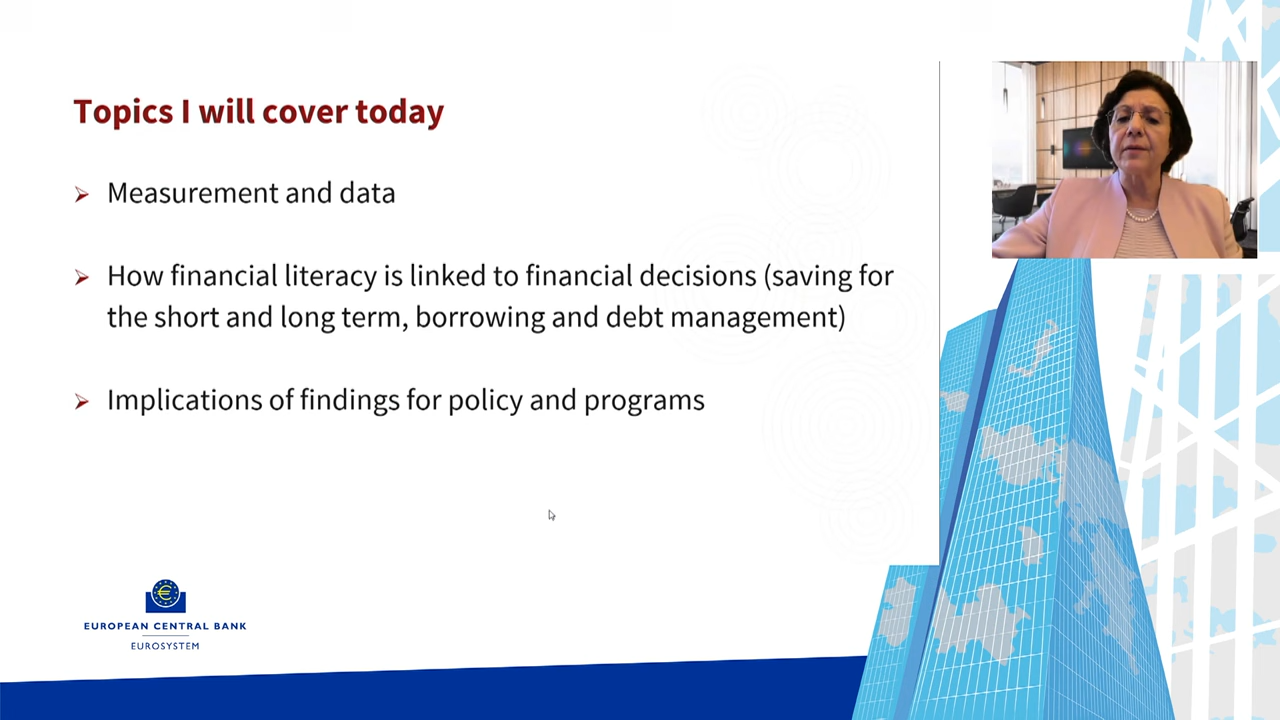 Topics I will cover today
Measurement and data
How financial literacy is linked to financial decisions (saving for
the short and long term, borrowing and debt management)
Implications of findings for policy and programs
EUROPEAN CENTRAL BANK
EUROSYSTEM